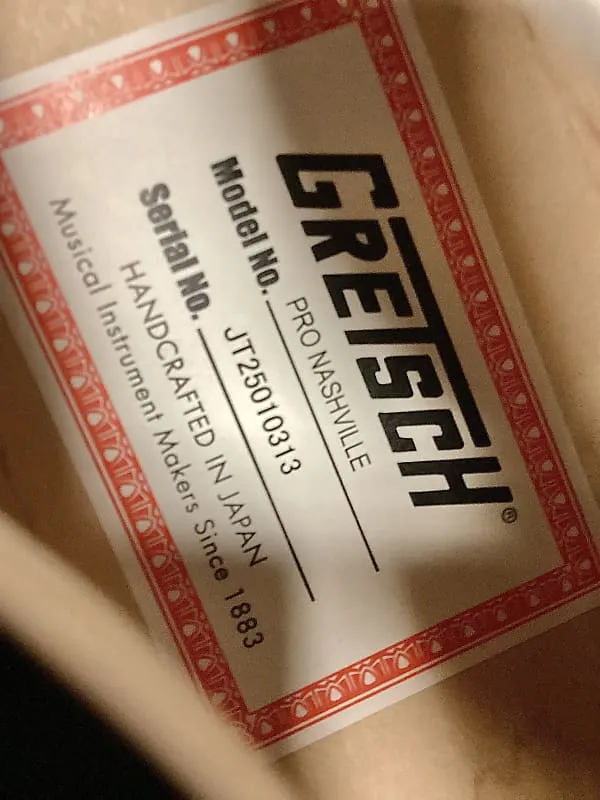 GRETSCH®
Model No. PRO NASHVILLE
Serial No. JT25010313
HANDCRAFTED IN JAPAN
Musical Instrument Makers Since 1883